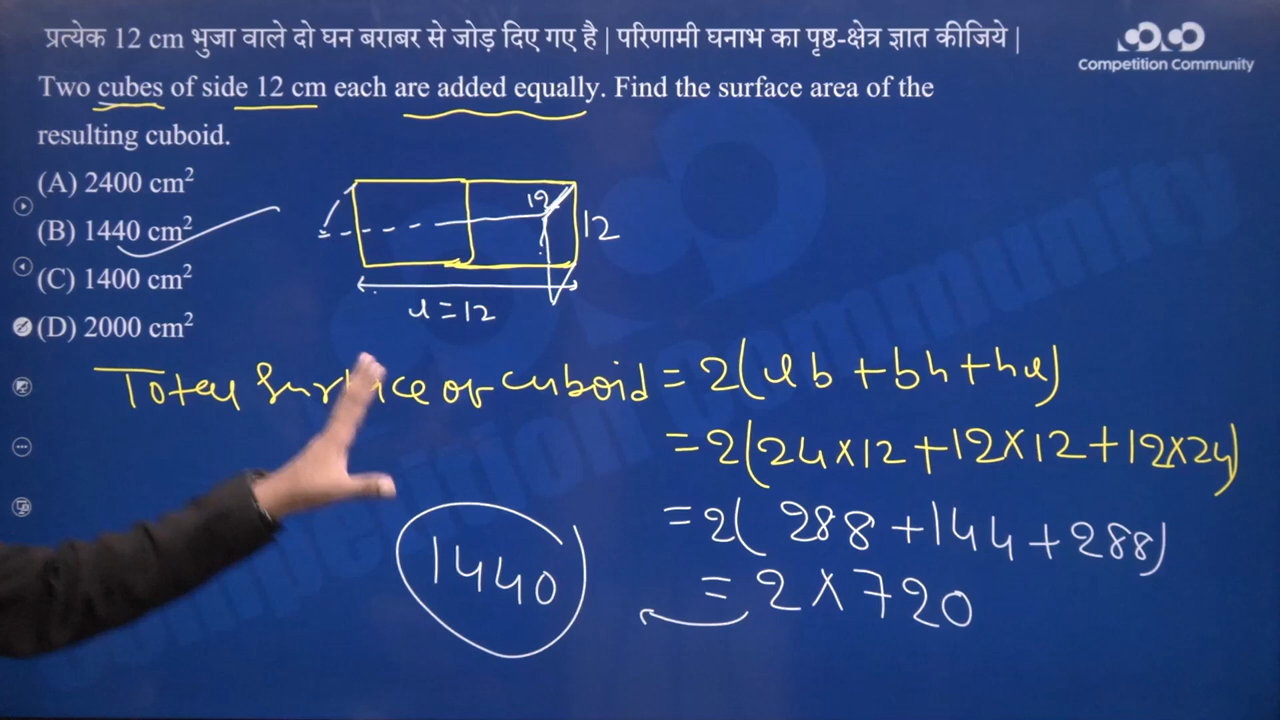 प्रत्येक 12 cm भुजा वाले दो घन बराबर से जोड़ दिए गए है | परिणामी घनाभ का पृष्ठ-क्षेत्र ज्ञात कीजिये |
Competition Community
Two cubes of side 12 cm each are added equally. Find the surface area of the
resulting cuboid.
(A) 2400 cm²
(B) 1440 cm²
(C) 1400 cm²
(D) 2000 cm²
12
12
l=12
Total Surface of cuboid = 2(lb + bh + hl)
= 2(24×12 + 12×12 + 12×24)
= 2( 288 + 144 + 288)
= 2 × 720
1440
competition community